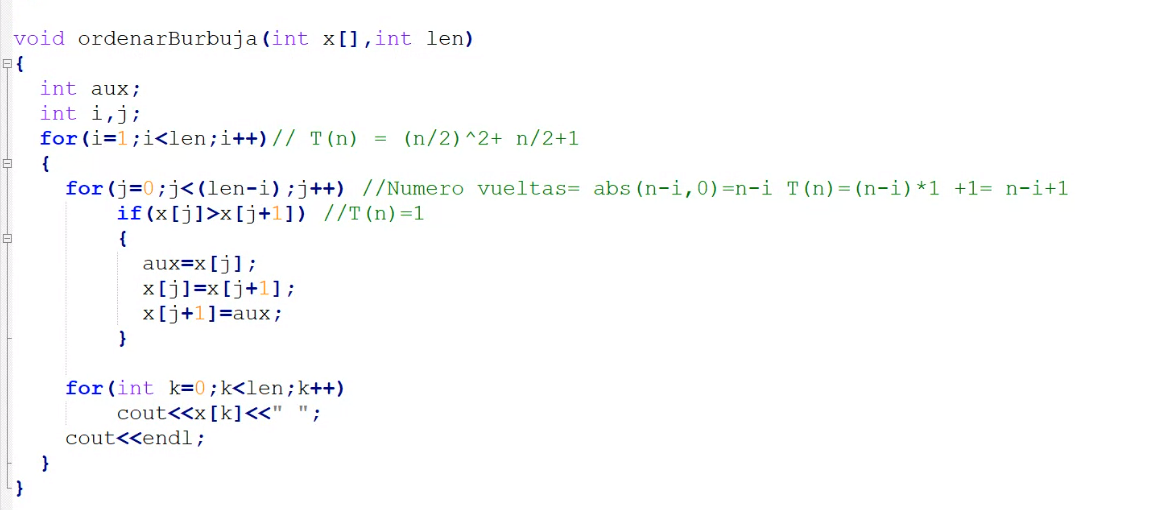 void ordenarBurbuja(int x[],int len)
{
int aux;
int i,j;
for(i=1;i<len;i++)// T(n) = (n/2)^2+ n/2+1
{
for(j=0;j<(len-i);j++) //Numero vueltas= abs(n-i,0)=n-i T(n)=(n-i)*1 +1= n-i+1
if(x[j]>x[j+1]) //T(n)=1
{
aux=x[j];
x[j]=x[j+1];
x[j+1]=aux;
}
for(int k=0;k<len;k++)
cout<<x[k]<<" ";
cout<<endl;
}
}